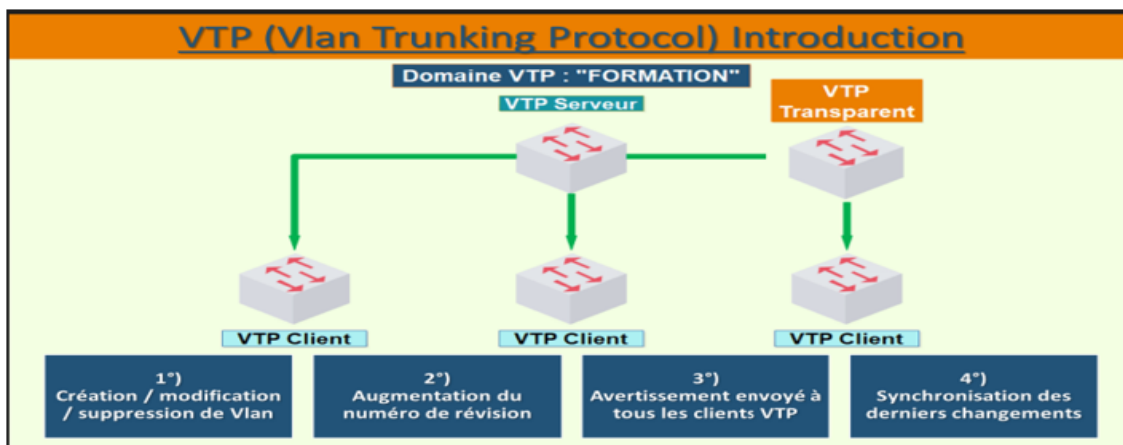 VTP (Vlan Trunking Protocol) Introduction
Domaine VTP : "FORMATION"
VTP Serveur
VTP
Transparent
VTP Client
VTP Client
VTP Client
1°)
Création / modification
/ suppression de Vlan
2°)
Augmentation du
numéro de révision
3°)
Avertissement envoyé à
tous les clients VTP
4°)
Synchronisation des
derniers changements